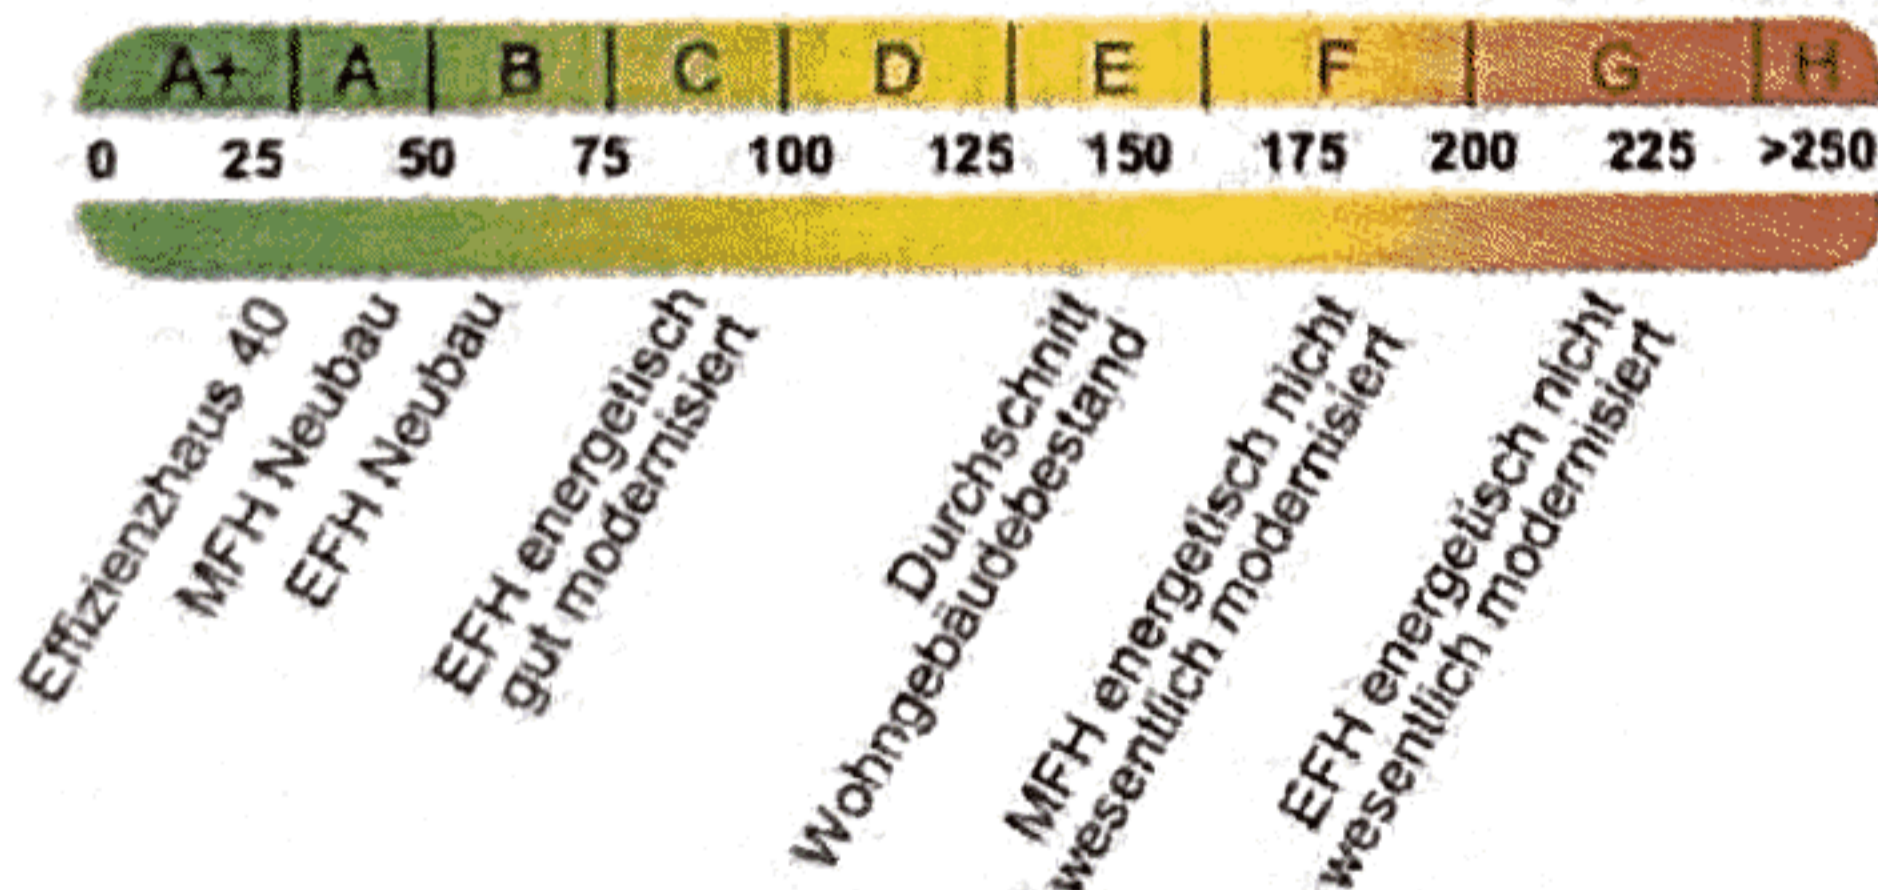 A+ A B C D E F G H
0 25 50 75 100 125 150 175 200 225 >250
Effizienzhaus 40
MFH Neubau
EFH Neubau
EFH energetisch
gut modernisiert
Durchschnitt
Wohngebäudebestand
MFH energetisch nicht
wesentlich modernisiert
EFH energetisch nicht
wesentlich modernisiert